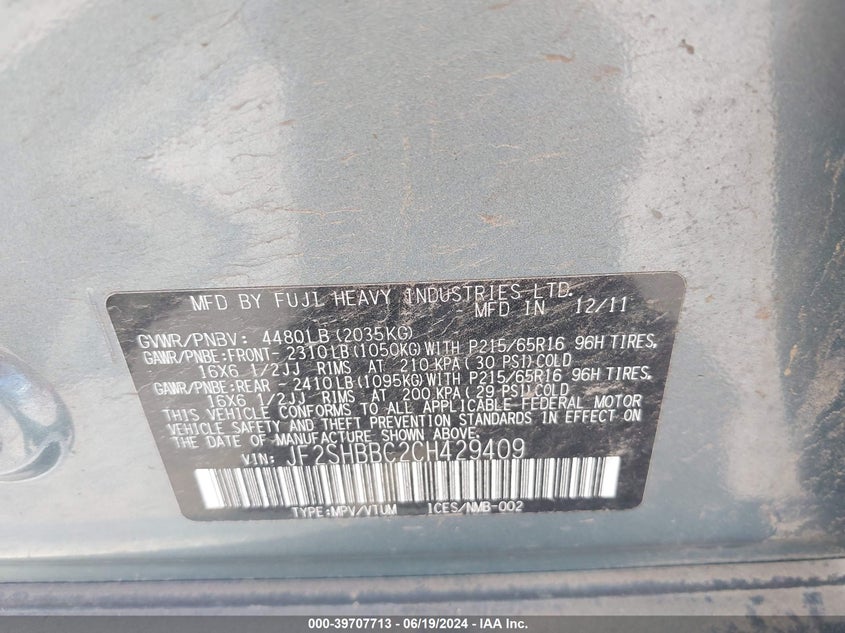 MFD BY FUJI HEAVY INDUSTRIES LTD.
MFD IN 12/11
GVWR/PNBV: 4480LB(2035KG)
GAWR/PNBE:FRONT- 2310LB(1050KG)WITH P215/65R16 96H TIRES,
16X6 1/2JJ RIMS AT 210 KPA(30 PSI)COLD
GAWR/PNBE:REAR - 2410LB(1095KG)WITH P215/65R16 96H TIRES,
16X6 1/2JJ RIMS AT 200 KPA(29 PSI)COLD
THIS VEHICLE CONFORMS TO ALL APPLICABLE FEDERAL MOTOR
VEHICLE SAFETY AND THEFT PREVENTION STANDARDS IN EFFECT ON
THE DATE OF MANUFACTURE SHOWN ABOVE.
VIN: JF2SHBBC2CH429409
TYPE:MPV/VTUM ICES/NMB-002
000-39707713 - 06/19/2024 - IAA Inc.